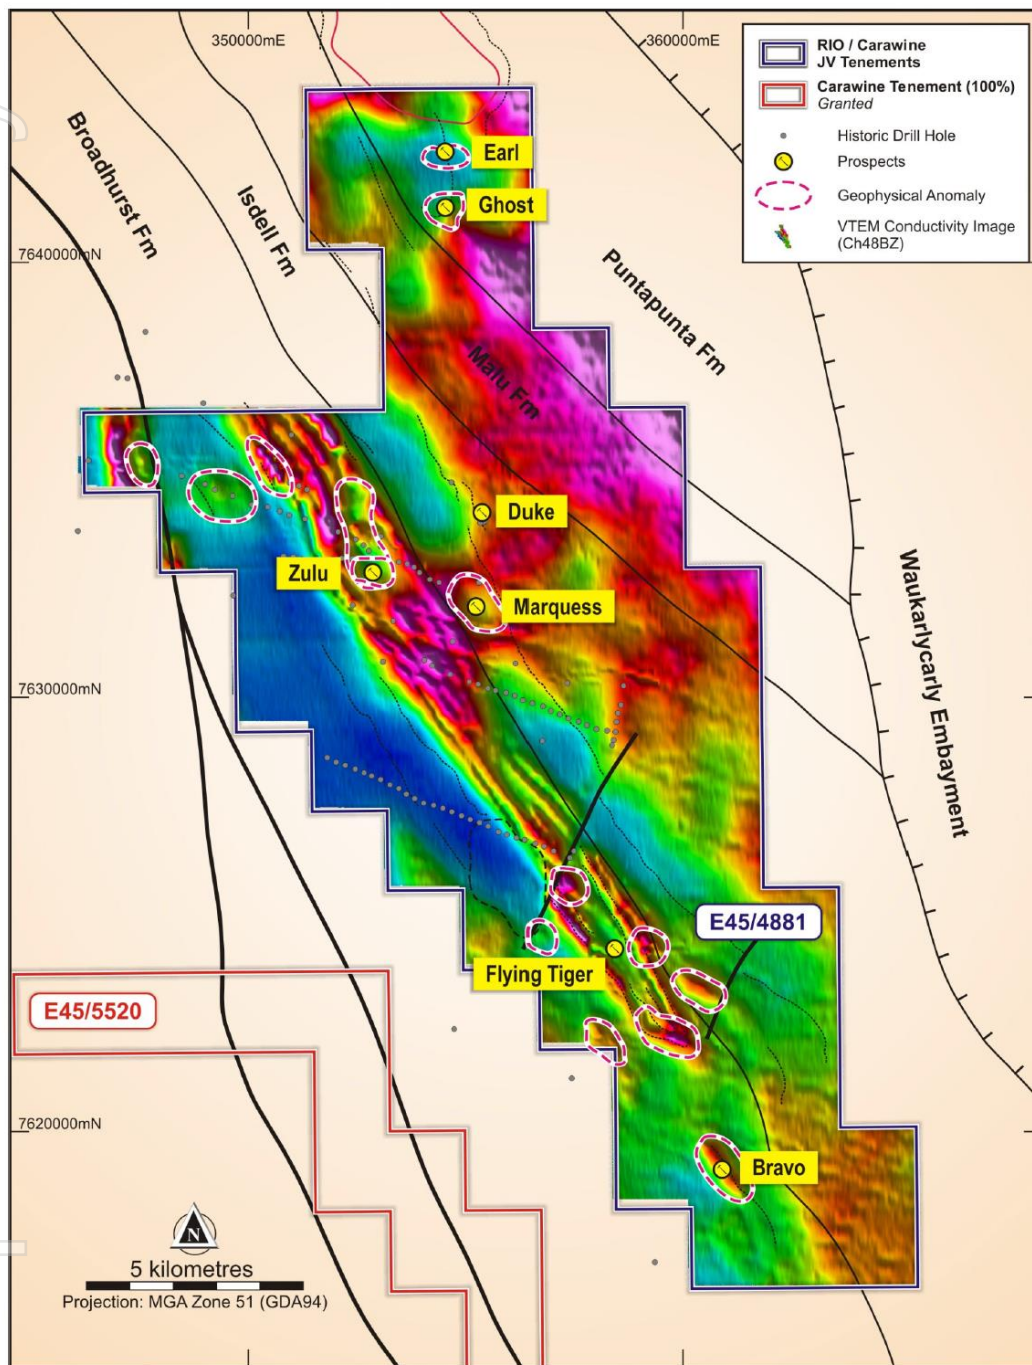 350000mE
360000mE
RIO / Carawine
JV Tenements
Carawine Tenement (100%)
Granted
Historic Drill Hole
Prospects
Geophysical Anomaly
VTEM Conductivity Image
(Ch48BZ)
Broadhurst Fm
Isdell Fm
Earl
Ghost
7640000mN
Puntapunta Fm
Malu Fm
Duke
Zulu
Marquess
Waukarlycarly Embayment
7630000mN
E45/4881
Flying Tiger
E45/5520
7620000mN
Bravo
N
5 kilometres
Projection: MGA Zone 51 (GDA94)